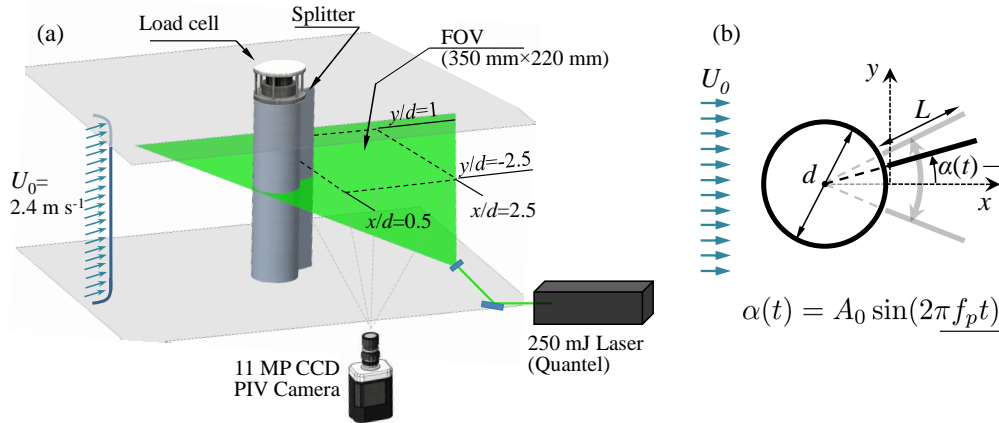 (a)
Load cell
Splitter
FOV
(350 mm×220 mm)
y/d=1
y/d=-2.5
x/d=2.5
x/d=0.5
U₀=
2.4 m s⁻¹
11 MP CCD
PIV Camera
250 mJ Laser
(Quantel)
(b)
U₀
y
L
d
α(t)
x
α(t) = A₀ sin(2πfₚt)